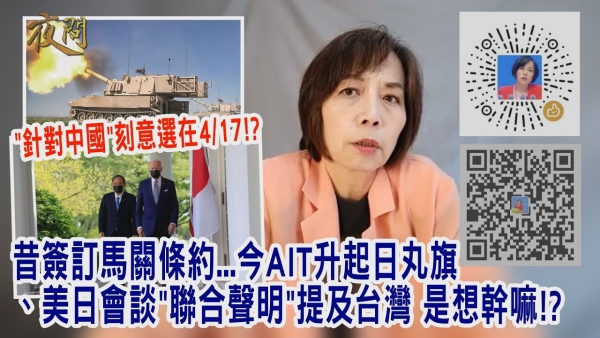 夜問
"針對中國"刻意選在4/17!?
昔簽訂馬關條約...今AIT升起日丸旗
、美日會談"聯合聲明"提及台灣 是想幹嘛!?